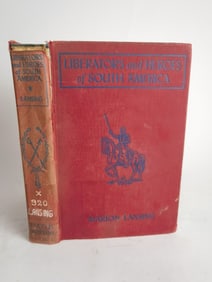 LIBERATORS and HEROES
of SOUTH AMERICA
MARION LANSING
LIBERATORS
and HEROES
of SOUTH
AMERICA
LANSING
X
920
LANSING